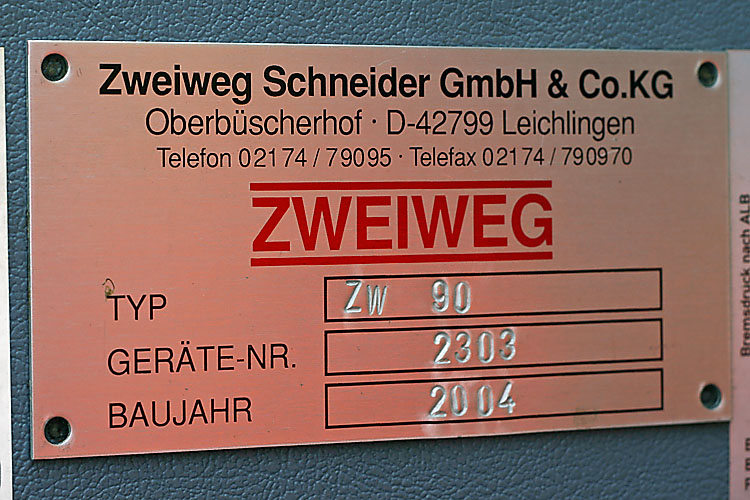 Zweiweg Schneider GmbH & Co.KG
Oberbüscherhof · D-42799 Leichlingen
Telefon 02174 / 79095 · Telefax 02174 / 790970
ZWEIWEG
TYP ZW 90
GERÄTE-NR. 2303
BAUJAHR 2004
Bremsdruck nach ALB